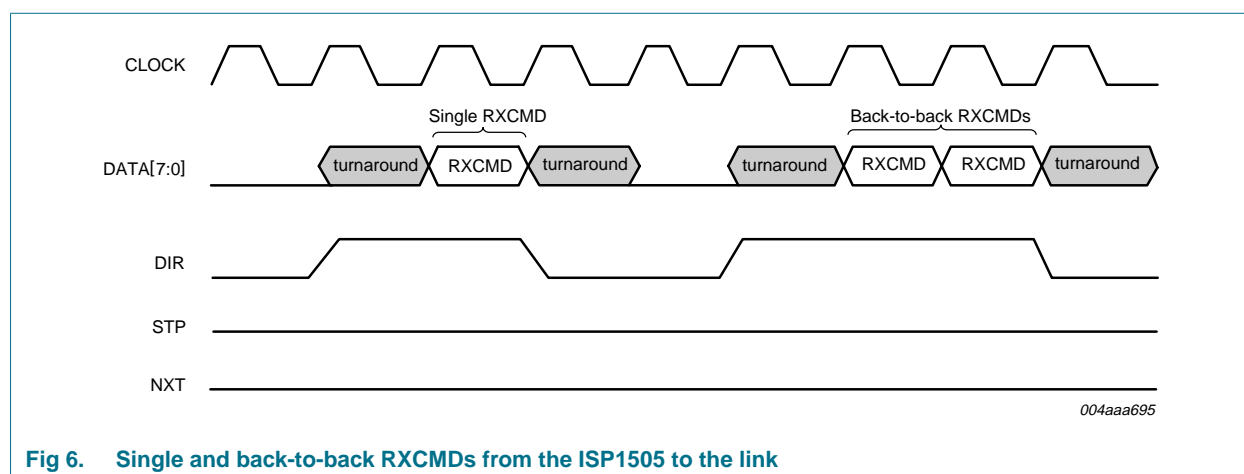 CLOCK
Single RXCMD
Back-to-back RXCMDs
DATA[7:0]
turnaround
RXCMD
turnaround
turnaround
RXCMD
RXCMD
turnaround
DIR
STP
NXT
004aaa695
Fig 6. Single and back-to-back RXCMDs from the ISP1505 to the link